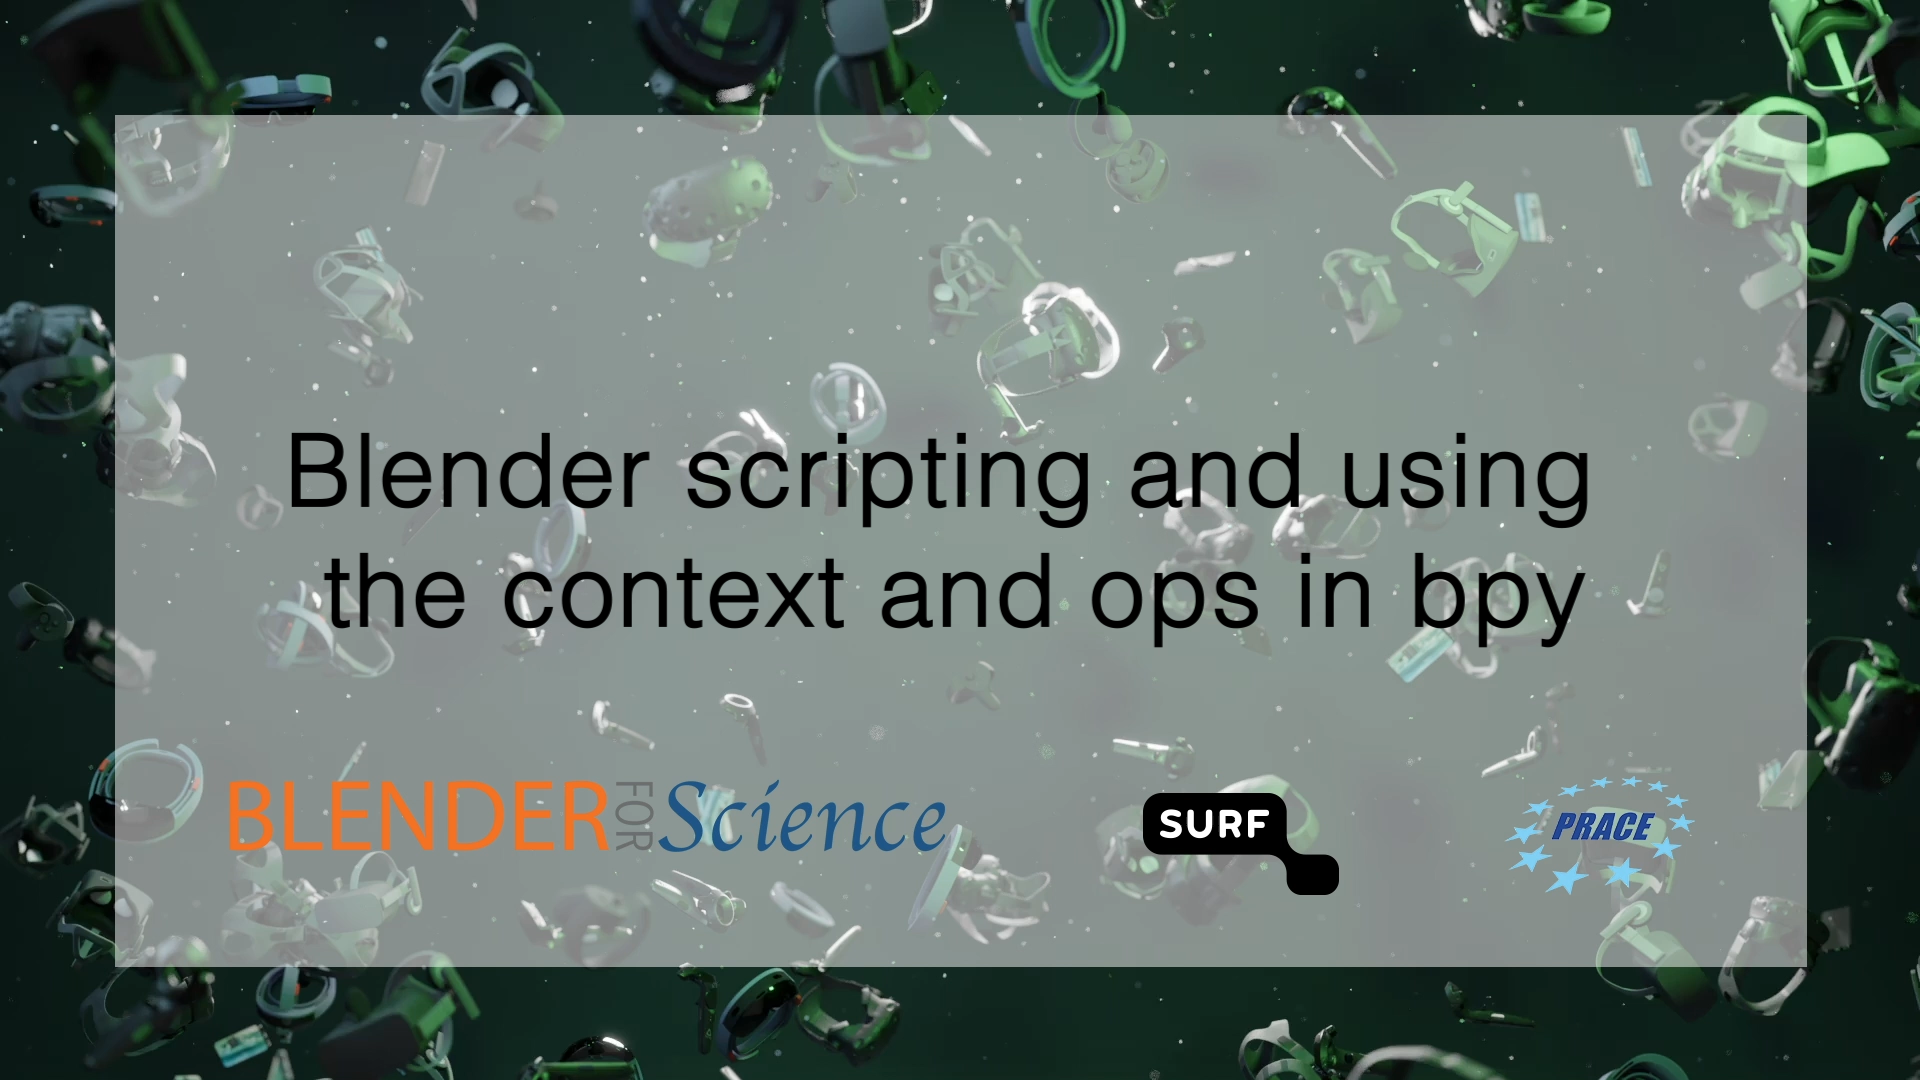 Blender scripting and using
the context and ops in bpy
BLENDER FOR Science
SURF
PRACE